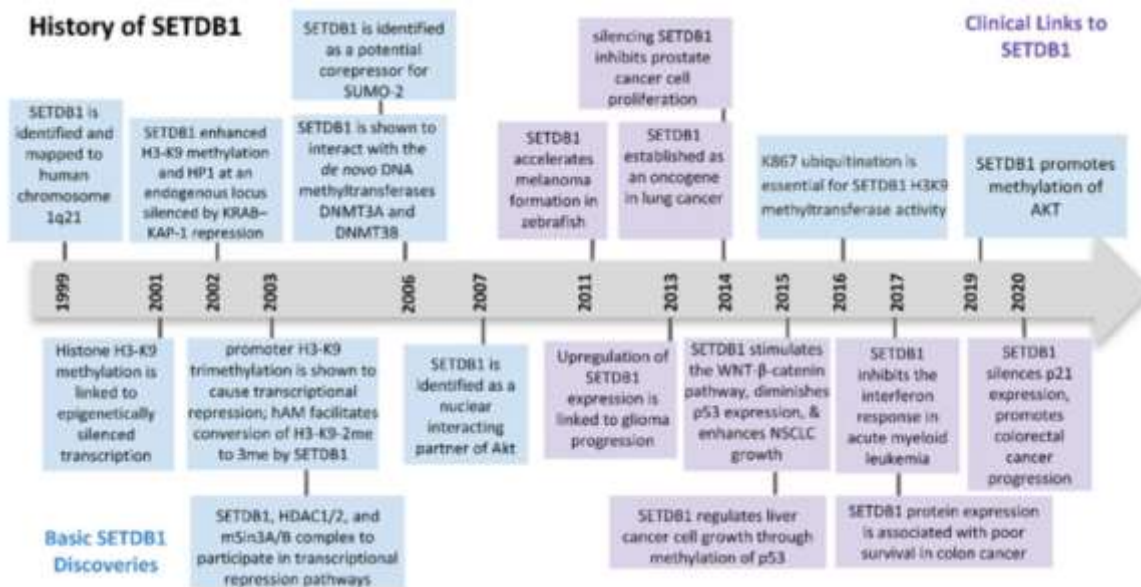 History of SETDB1
Clinical Links to
SETDB1
SETDB1 is
identified and
mapped to
human
chromosome
1q21
SETDB1 enhanced
H3-K9 methylation
and HP1 at an
endogenous locus
silenced by KRAB–
KAP-1 repression
SETDB1 is identified
as a potential
corepressor for
SUMO-2
SETDB1 is shown to
interact with the
de novo DNA
methyltransferases
DNMT3A and
DNMT3B
SETDB1
accelerates
melanoma
formation in
zebrafish
silencing SETDB1
inhibits prostate
cancer cell
proliferation
SETDB1
established as
an oncogene
in lung cancer
K867 ubiquitination is
essential for SETDB1 H3K9
methyltransferase activity
SETDB1 promotes
methylation of
AKT
1999
2001
2002
2003
2006
2007
2011
2013
2014
2015
2016
2017
2019
2020
Histone H3-K9
methylation is
linked to
epigenetically
silenced
transcription
promoter H3-K9
trimethylation is shown to
cause transcriptional
repression; hAM facilitates
conversion of H3-K9-2me
to 3me by SETDB1
SETDB1, HDAC1/2, and
mSin3A/B complex to
participate in transcriptional
repression pathways
SETDB1 is
identified as a
nuclear
interacting
partner of Akt
Upregulation of
SETDB1
expression is
linked to glioma
progression
SETDB1 stimulates
the WNT-β-catenin
pathway, diminishes
p53 expression, &
enhances NSCLC
growth
SETDB1 regulates liver
cancer cell growth through
methylation of p53
SETDB1
inhibits the
interferon
response in
acute myeloid
leukemia
SETDB1 protein expression
is associated with poor
survival in colon cancer
SETDB1
silences p21
expression,
promotes
colorectal
cancer
progression
Basic SETDB1
Discoveries